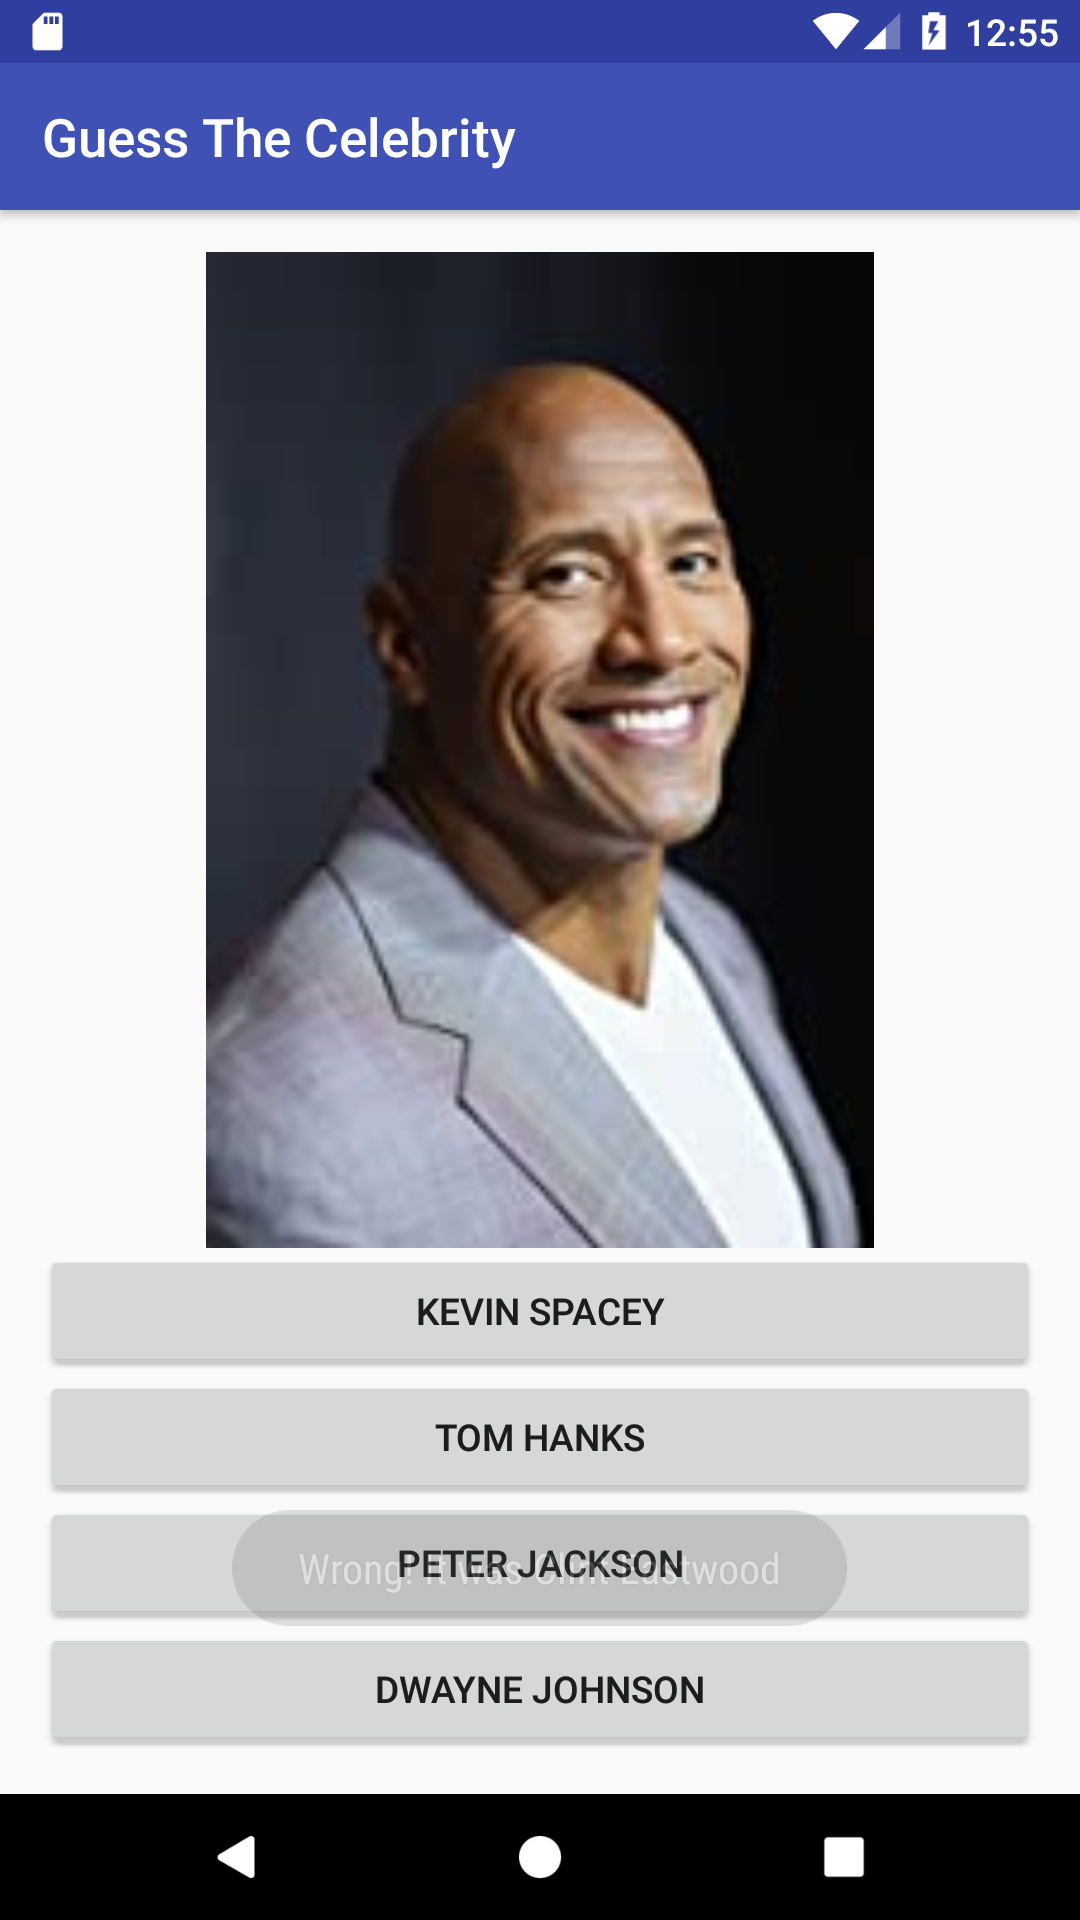 12:55
Guess The Celebrity
KEVIN SPACEY
TOM HANKS
PETER JACKSON
Wrong! It was Clint Eastwood
DWAYNE JOHNSON